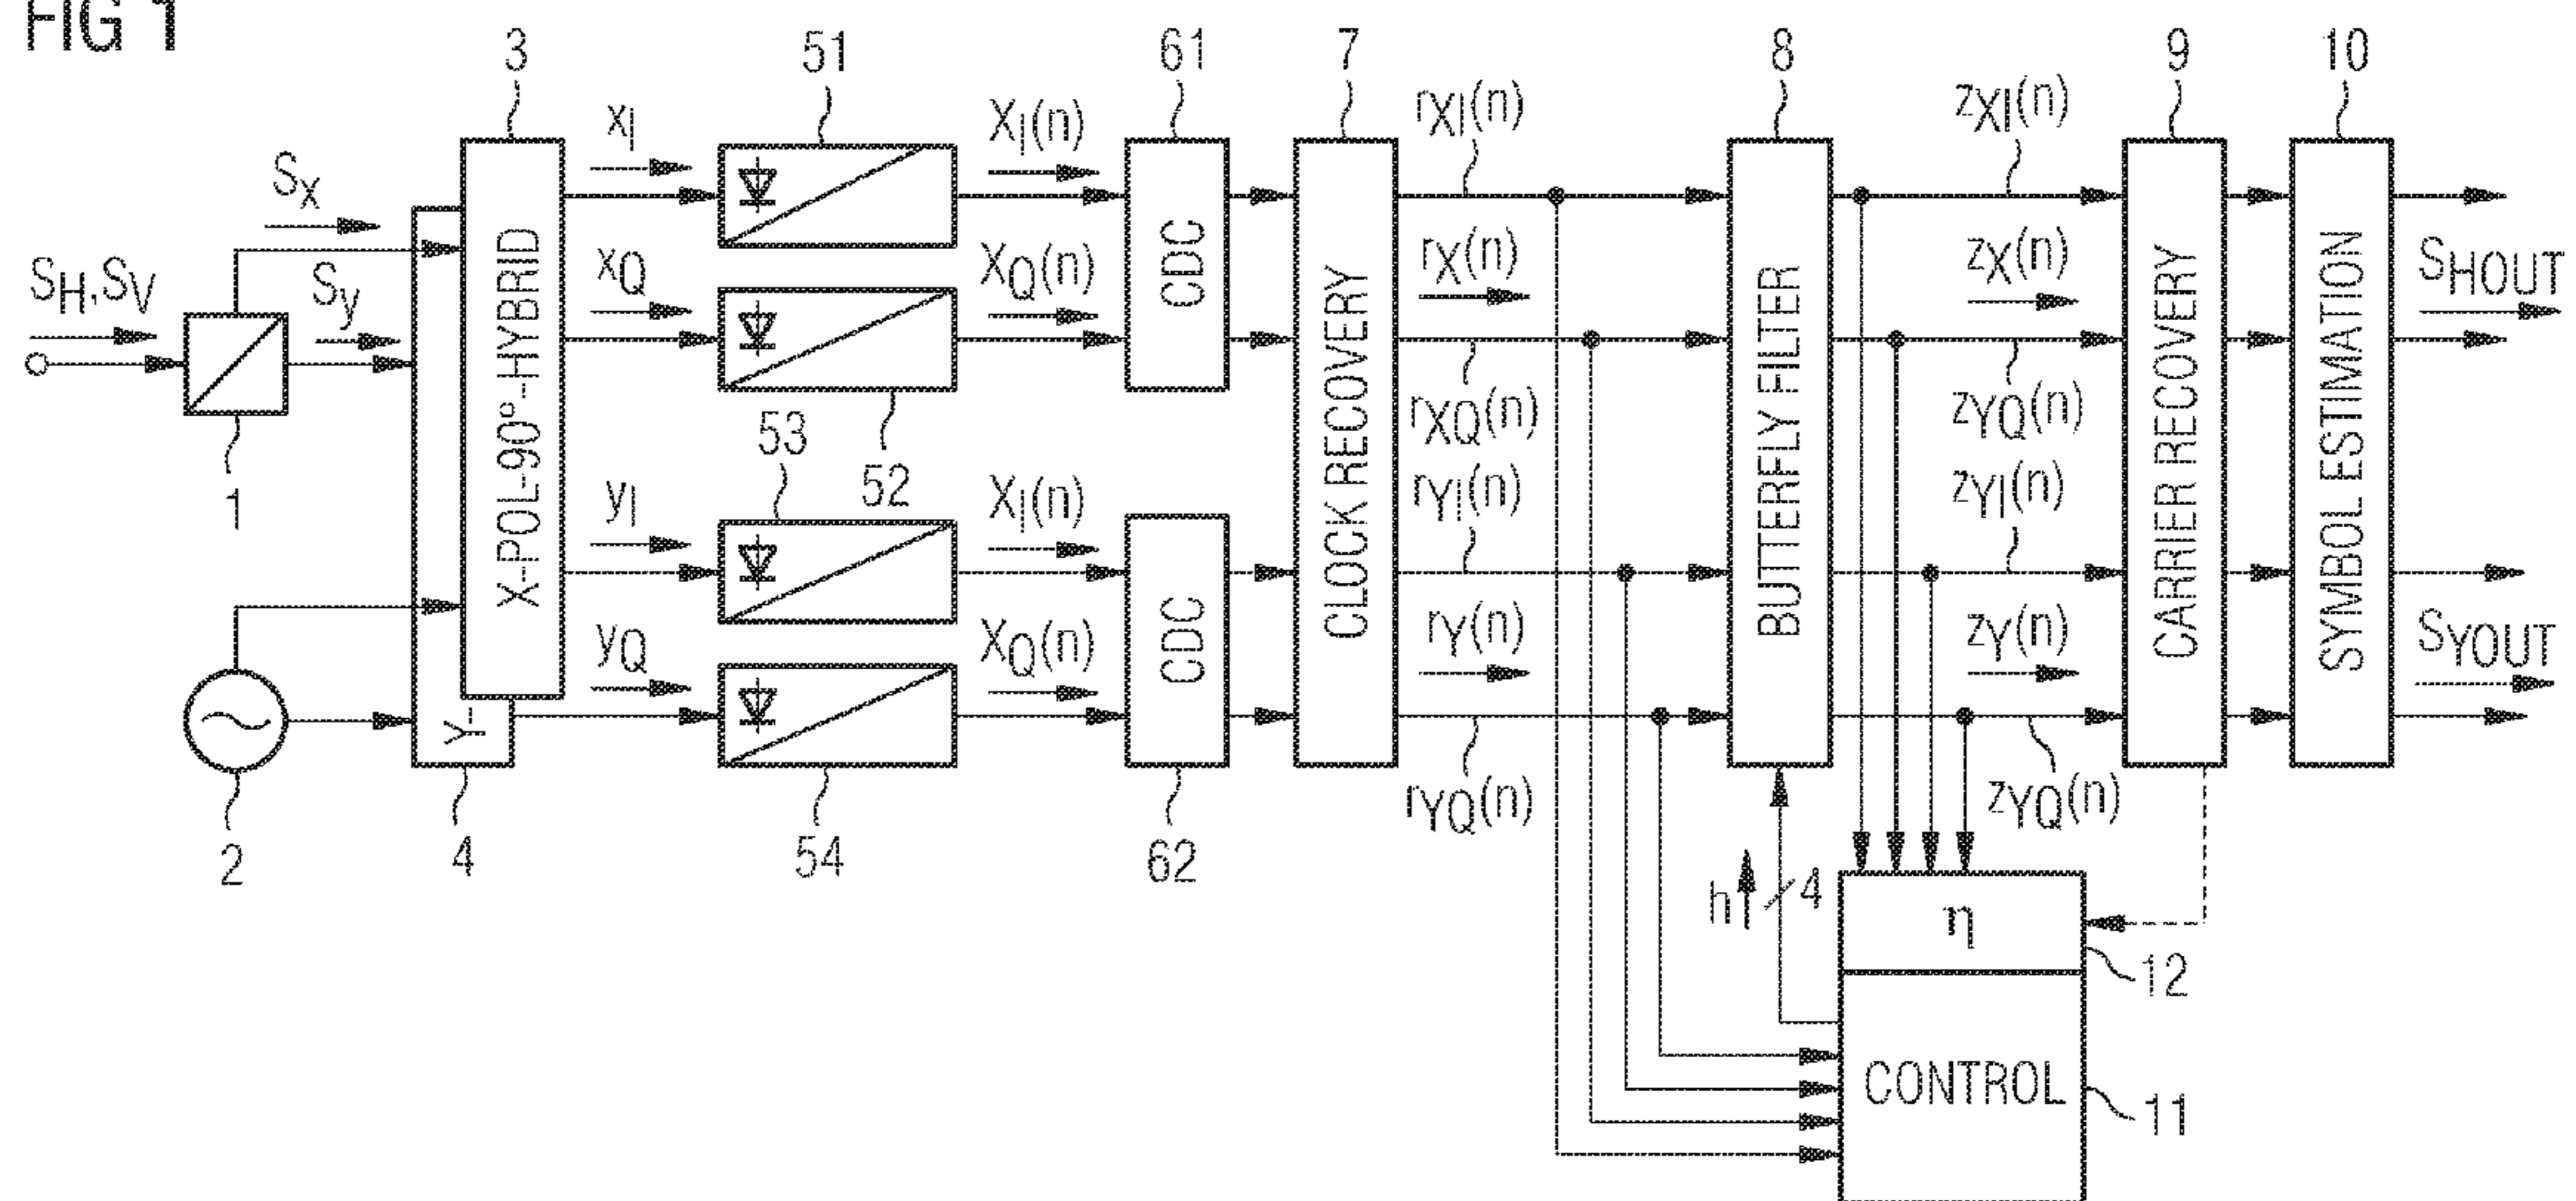 FIG 1
3
51
61
7
8
9
10
xI
XI(n)
rXI(n)
zXI(n)
Sx
SH,SV
Sy
xQ
XQ(n)
rX(n)
zX(n)
SHOUT
X-POL-90°-HYBRID
CDC
CLOCK RECOVERY
BUTTERFLY FILTER
CARRIER RECOVERY
SYMBOL ESTIMATION
1
53
52
rXQ(n)
zYQ(n)
yI
XI(n)
rYI(n)
zYI(n)
CDC
yQ
XQ(n)
rY(n)
zY(n)
SYOUT
Y-
2
4
54
62
rYQ(n)
zYQ(n)
h
4
η
12
CONTROL
11